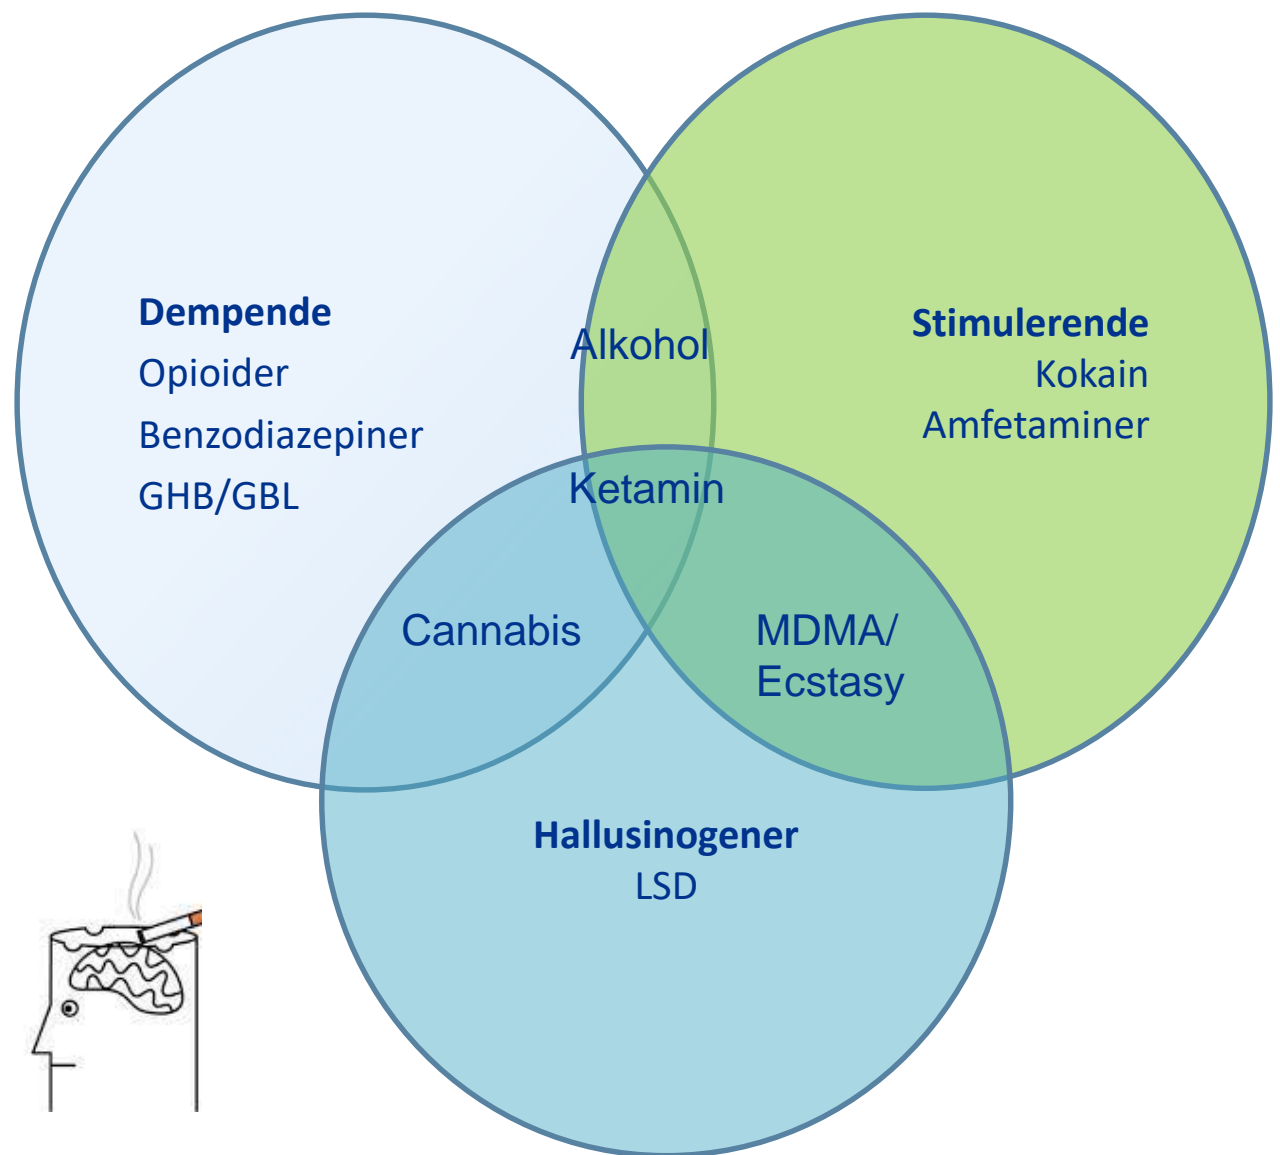 Dempende
Opioider
Benzodiazepiner
GHB/GBL
Alkohol
Stimulerende
Kokain
Amfetaminer
Ketamin
Cannabis
MDMA/
Ecstasy
Hallusinogener
LSD